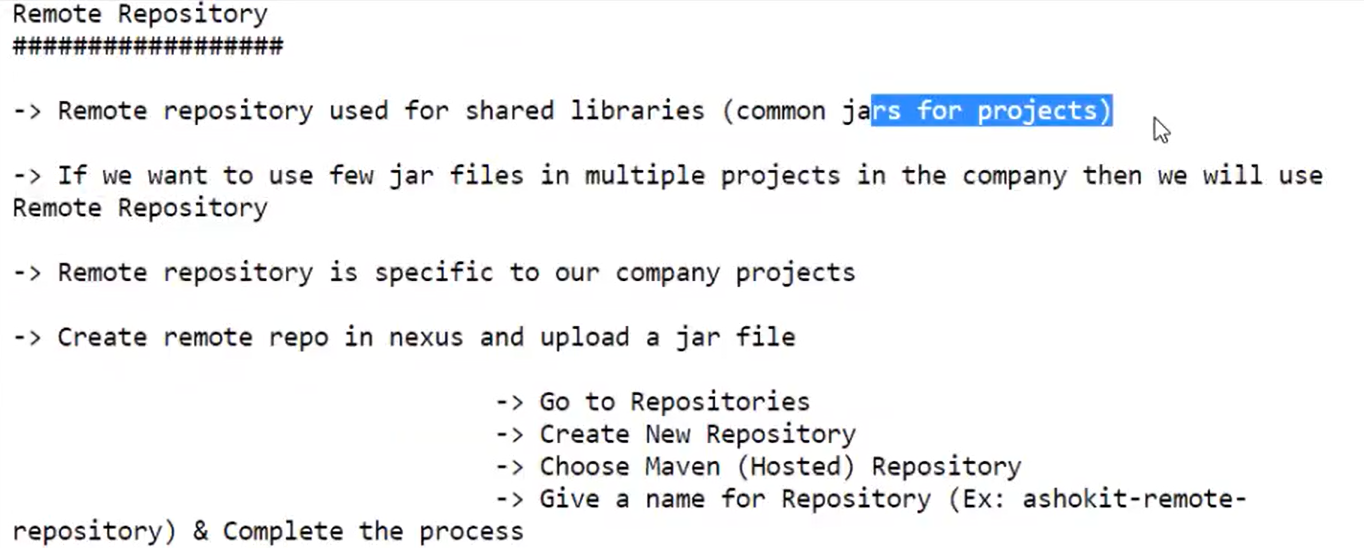 Remote Repository
##################
-> Remote repository used for shared libraries (common jars for projects)
-> If we want to use few jar files in multiple projects in the company then we will use
Remote Repository
-> Remote repository is specific to our company projects
-> Create remote repo in nexus and upload a jar file
-> Go to Repositories
-> Create New Repository
-> Choose Maven (Hosted) Repository
-> Give a name for Repository (Ex: ashokit-remote-
repository) & Complete the process